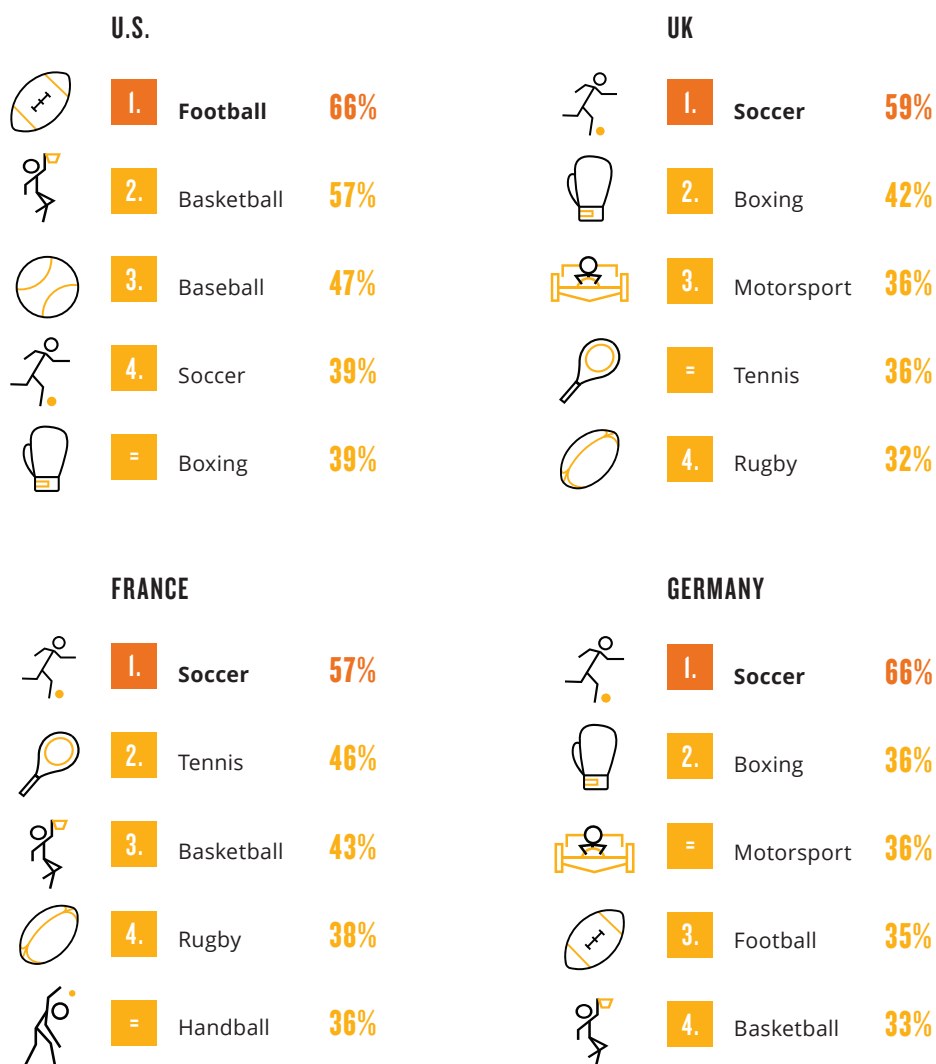 U.S.
1. Football 66%
2. Basketball 57%
3. Baseball 47%
4. Soccer 39%
= Boxing 39%
UK
1. Soccer 59%
2. Boxing 42%
3. Motorsport 36%
= Tennis 36%
4. Rugby 32%
FRANCE
1. Soccer 57%
2. Tennis 46%
3. Basketball 43%
4. Rugby 38%
= Handball 36%
GERMANY
1. Soccer 66%
2. Boxing 36%
= Motorsport 36%
3. Football 35%
4. Basketball 33%